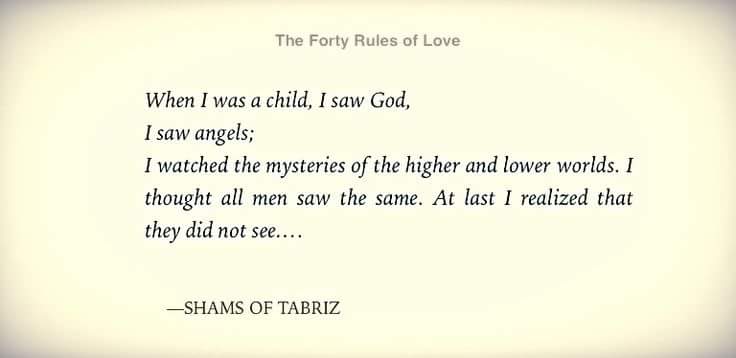 The Forty Rules of Love
When I was a child, I saw God,
I saw angels;
I watched the mysteries of the higher and lower worlds. I
thought all men saw the same. At last I realized that
they did not see....
—SHAMS OF TABRIZ